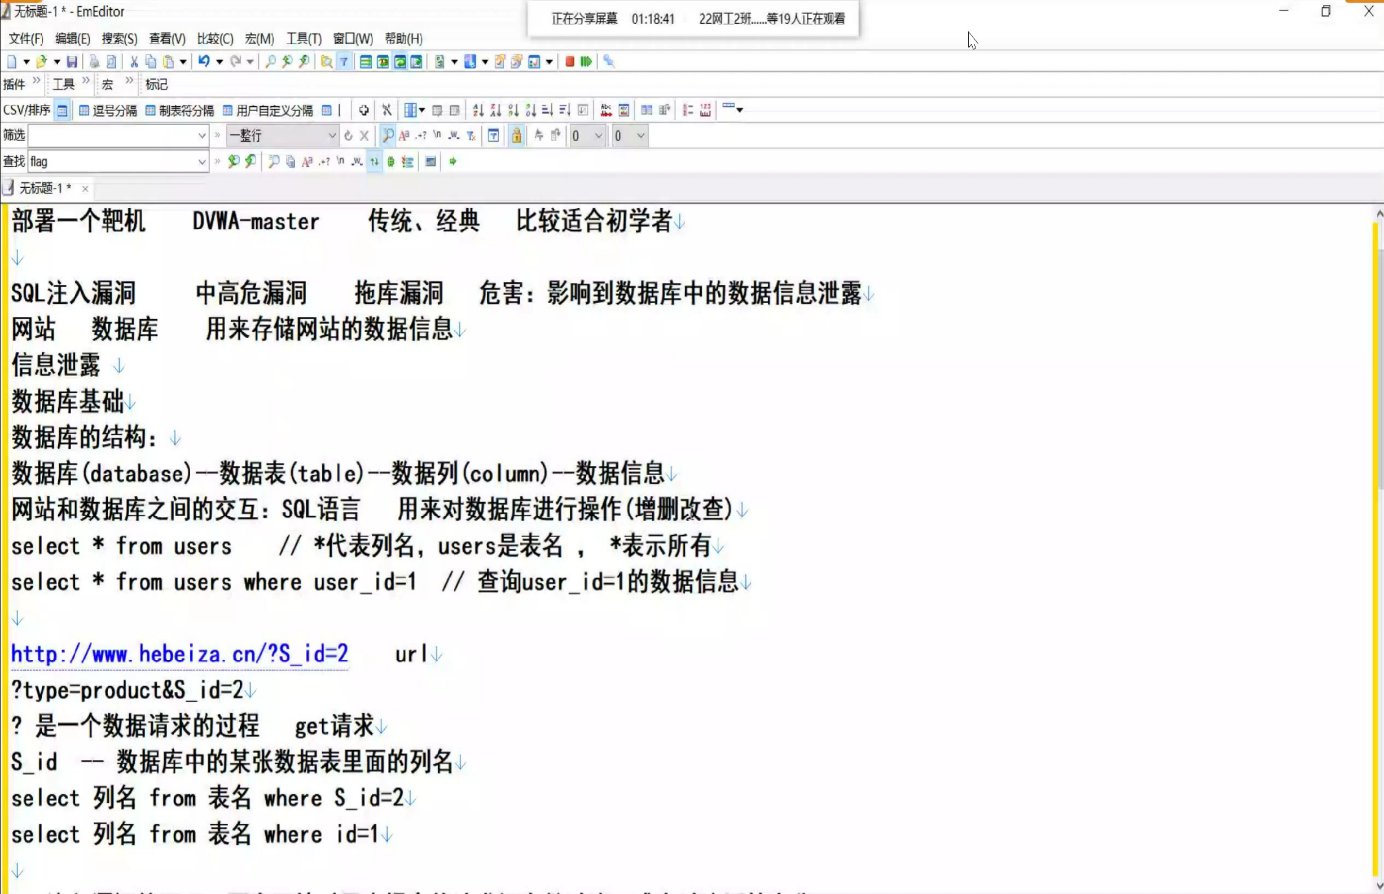 无标题-1 * - EmEditor
正在分享屏幕 01:18:41 22网工2班......等19人正在观看
文件(F) 编辑(E) 搜索(S) 查看(V) 比较(C) 宏(M) 工具(T) 窗口(W) 帮助(H)
插件 » 工具 » 宏 » 标记
CSV/排序 逗号分隔 制表符分隔 用户自定义分隔
筛选 一整行 0 0
查找 flag
无标题-1 * ×
部署一个靶机 DVWA-master 传统、经典 比较适合初学者↓
↓
SQL注入漏洞 中高危漏洞 拖库漏洞 危害：影响到数据库中的数据信息泄露↓
网站 数据库 用来存储网站的数据信息↓
信息泄露 ↓
数据库基础↓
数据库的结构：↓
数据库(database)--数据表(table)--数据列(column)--数据信息↓
网站和数据库之间的交互：SQL语言 用来对数据库进行操作(增删改查)↓
select * from users // *代表列名，users是表名 ， *表示所有↓
select * from users where user_id=1 // 查询user_id=1的数据信息↓
↓
http://www.hebeiza.cn/?S_id=2 url↓
?type=product&S_id=2↓
? 是一个数据请求的过程 get请求↓
S_id -- 数据库中的某张数据表里面的列名↓
select 列名 from 表名 where S_id=2↓
select 列名 from 表名 where id=1↓
↓